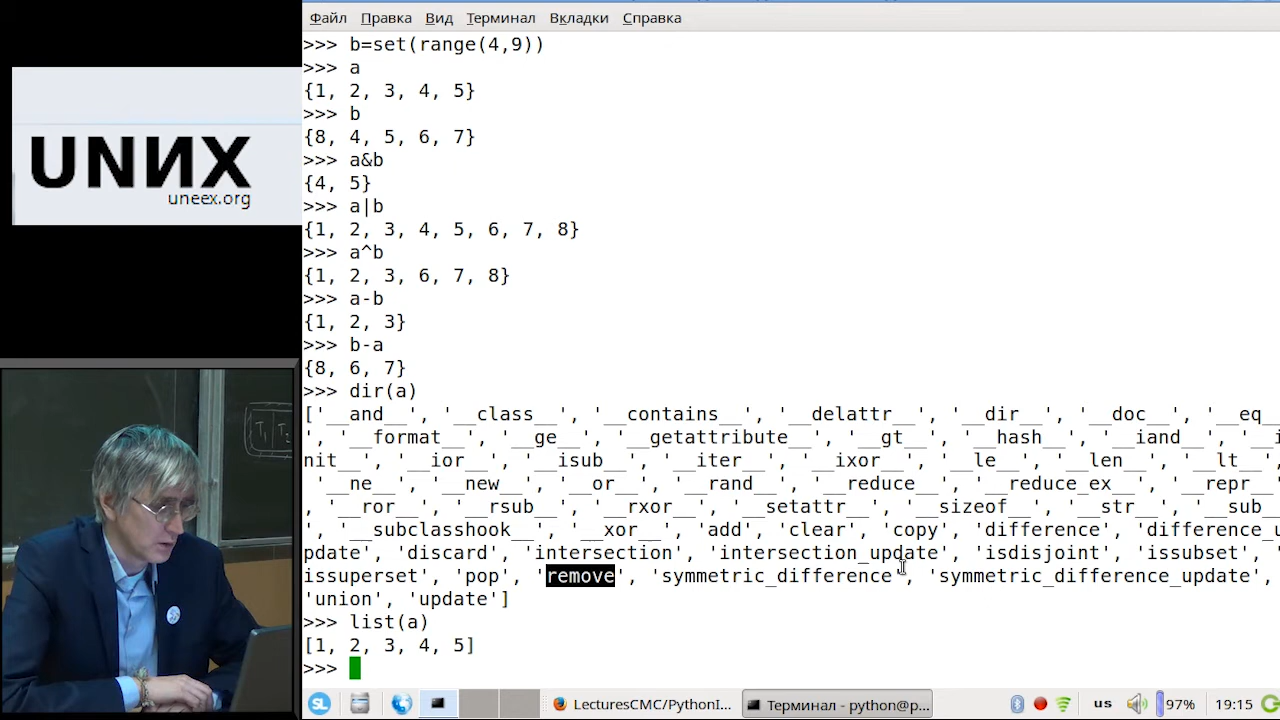 Файл Правка Вид Терминал Вкладки Справка
>>> b=set(range(4,9))
>>> a
{1, 2, 3, 4, 5}
>>> b
{8, 4, 5, 6, 7}
>>> a&b
{4, 5}
>>> a|b
{1, 2, 3, 4, 5, 6, 7, 8}
>>> a^b
{1, 2, 3, 6, 7, 8}
>>> a-b
{1, 2, 3}
>>> b-a
{8, 6, 7}
>>> dir(a)
['__and__', '__class__', '__contains__', '__delattr__', '__dir__', '__doc__', '__eq__
', '__format__', '__ge__', '__getattribute__', '__gt__', '__hash__', '__iand__', '__i
nit__', '__ior__', '__isub__', '__iter__', '__ixor__', '__le__', '__len__', '__lt__',
'__ne__', '__new__', '__or__', '__rand__', '__reduce__', '__reduce_ex__', '__repr__'
, '__ror__', '__rsub__', '__rxor__', '__setattr__', '__sizeof__', '__str__', '__sub__
', '__subclasshook__', '__xor__', 'add', 'clear', 'copy', 'difference', 'difference_u
pdate', 'discard', 'intersection', 'intersection_update', 'isdisjoint', 'issubset', '
issuperset', 'pop', 'remove', 'symmetric_difference', 'symmetric_difference_update',
'union', 'update']
>>> list(a)
[1, 2, 3, 4, 5]
>>>
UNИX
uneex.org
T₁ T₂
LecturesCMC/PythonI... Терминал - python@p... us 97% 19:15